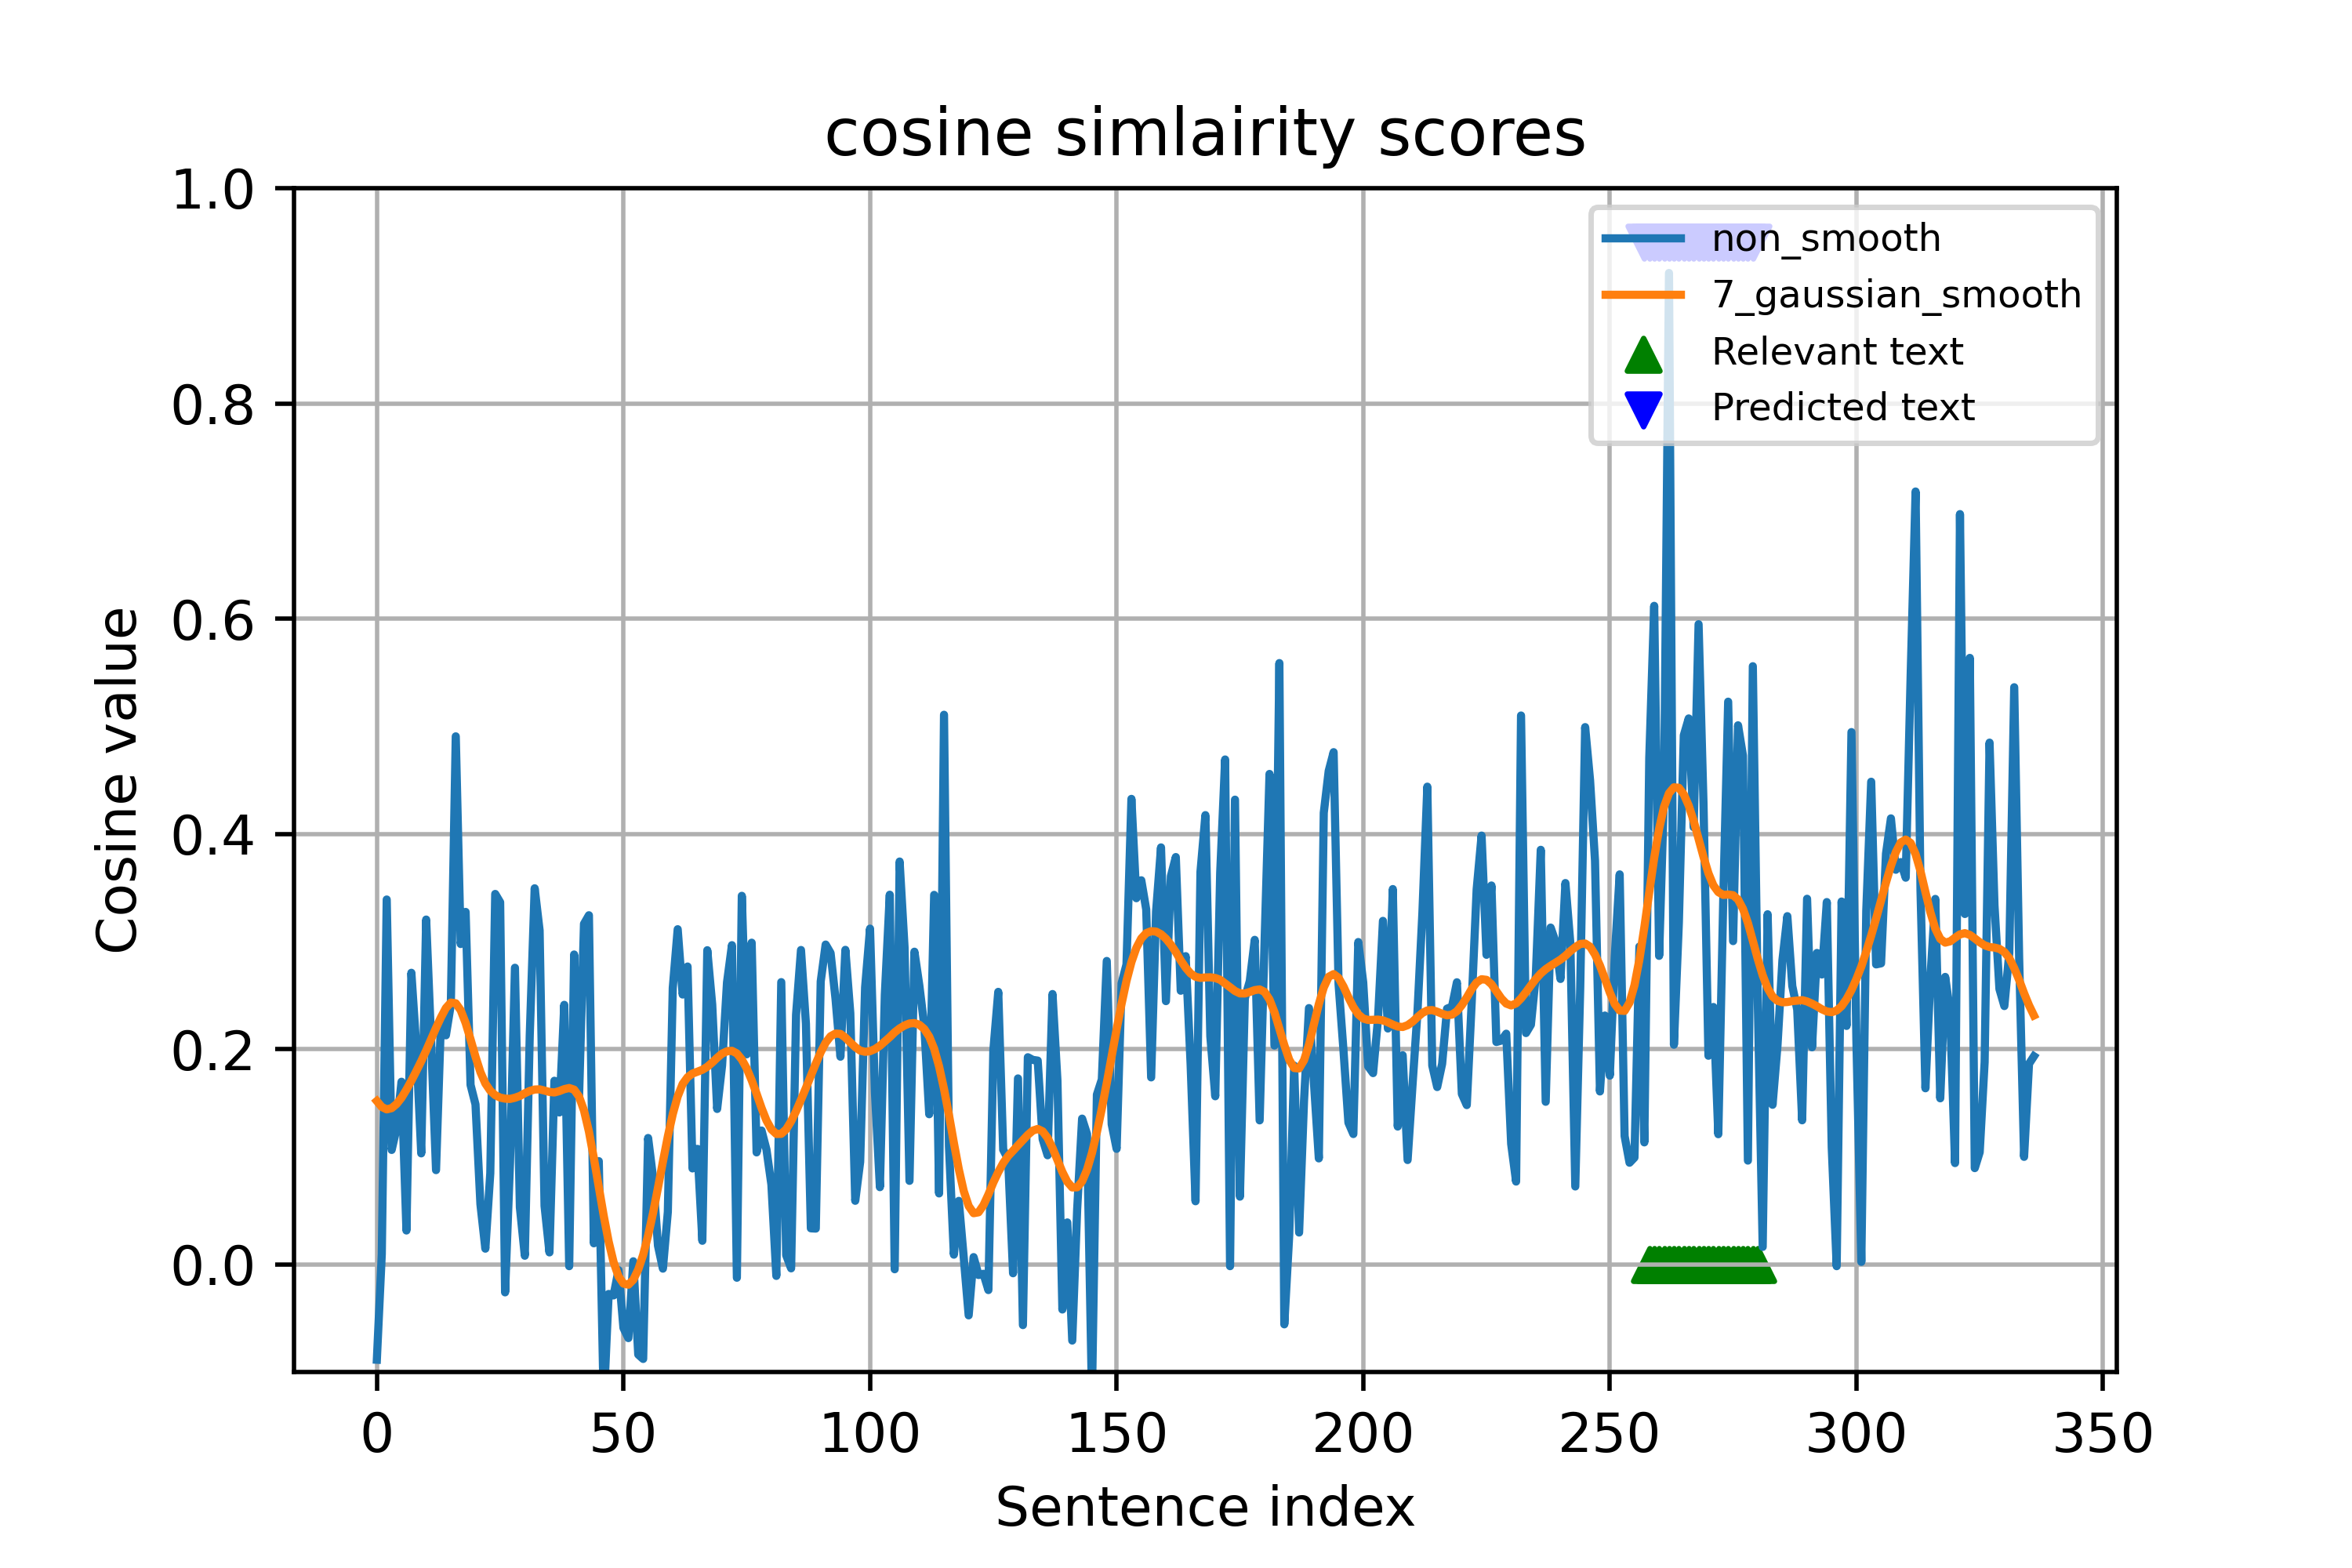 cosine simlairity scores
1.0
0.8
0.6
0.4
0.2
0.0
Cosine value
non_smooth
7_gaussian_smooth
Relevant text
Predicted text
0 50 100 150 200 250 300 350
Sentence index